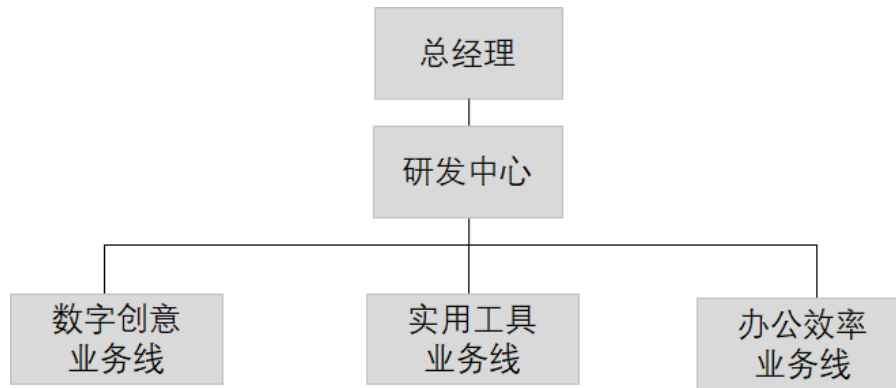 总经理
研发中心
数字创意
业务线
实用工具
业务线
办公效率
业务线